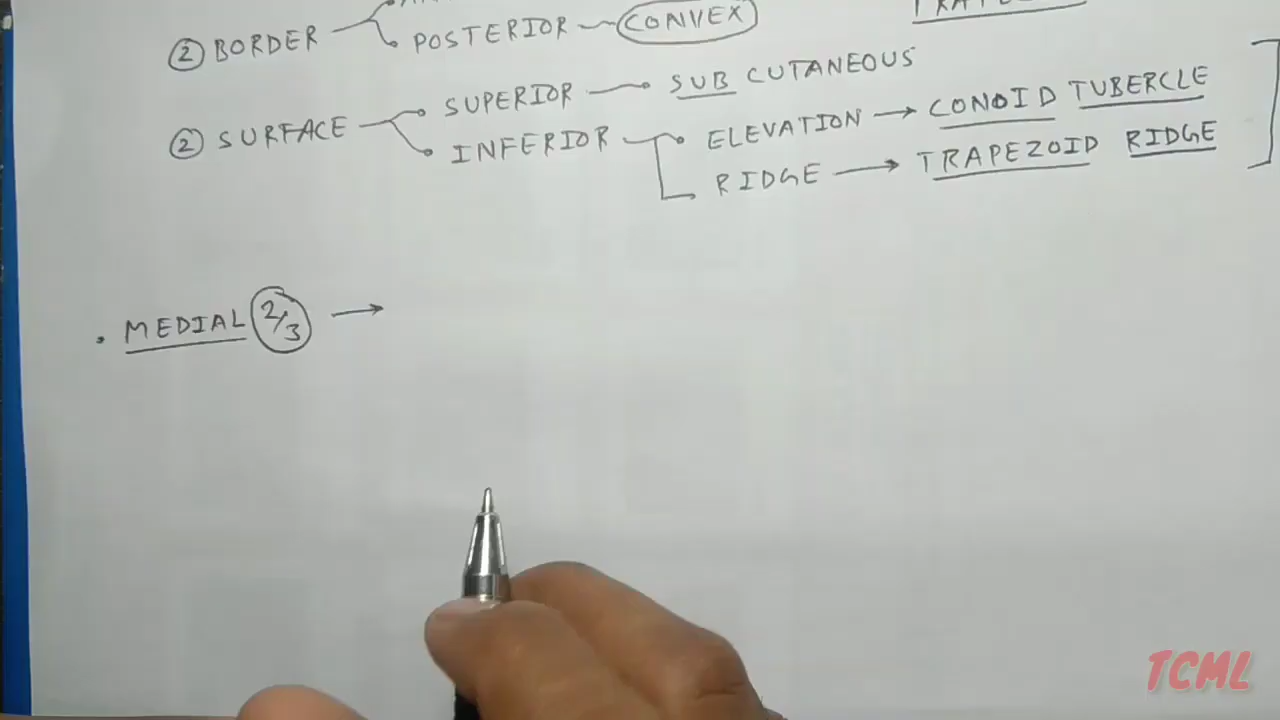 ② BORDER POSTERIOR CONVEX
② SURFACE SUPERIOR SUB CUTANEOUS
INFERIOR ELEVATION → CONOID TUBERCLE
RIDGE → TRAPEZOID RIDGE
. MEDIAL 2/3 →
TCML